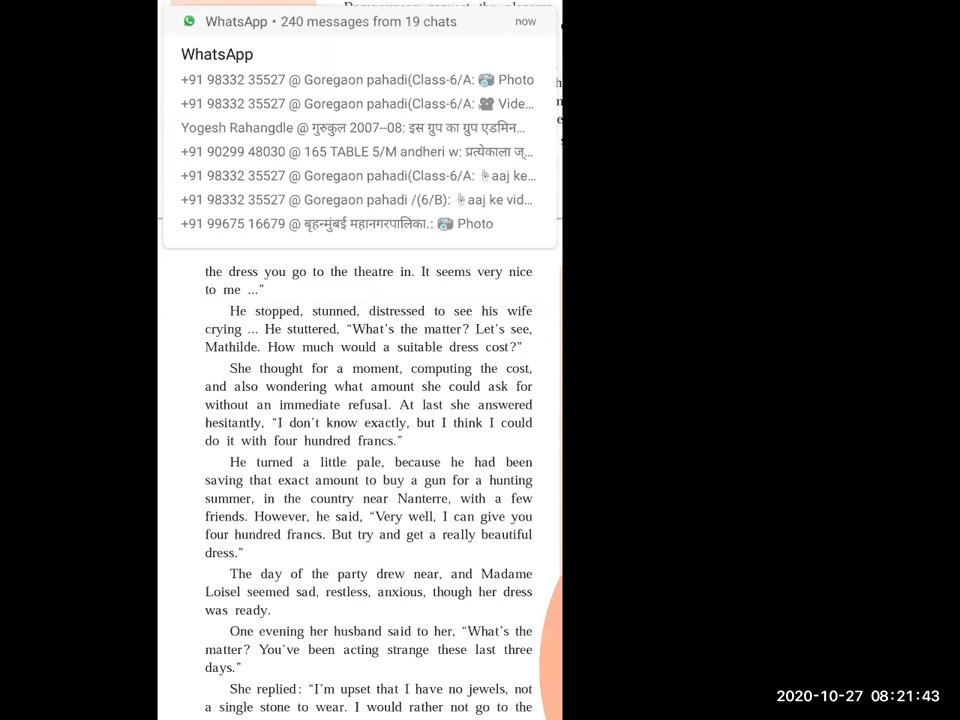 WhatsApp • 240 messages from 19 chats now
WhatsApp
+91 98332 35527 @ Goregaon pahadi(Class-6/A: 📷 Photo
+91 98332 35527 @ Goregaon pahadi(Class-6/A: 🎥 Vide...
Yogesh Rahangdle @ गुरुकुल 2007--08: इस ग्रुप का ग्रुप एडमिन...
+91 90299 48030 @ 165 TABLE 5/M andheri w: प्रत्येकाला ज्...
+91 98332 35527 @ Goregaon pahadi(Class-6/A: ☝aaj ke...
+91 98332 35527 @ Goregaon pahadi /(6/B): ☝aaj ke vid...
+91 99675 16679 @ बृहन्मुंबई महानगरपालिका.: 📷 Photo
the dress you go to the theatre in. It seems very nice
to me ...”
He stopped, stunned, distressed to see his wife
crying ... He stuttered, “What’s the matter? Let’s see,
Mathilde. How much would a suitable dress cost?”
She thought for a moment, computing the cost,
and also wondering what amount she could ask for
without an immediate refusal. At last she answered
hesitantly, “I don’t know exactly, but I think I could
do it with four hundred francs.”
He turned a little pale, because he had been
saving that exact amount to buy a gun for a hunting
summer, in the country near Nanterre, with a few
friends. However, he said, “Very well, I can give you
four hundred francs. But try and get a really beautiful
dress.”
The day of the party drew near, and Madame
Loisel seemed sad, restless, anxious, though her dress
was ready.
One evening her husband said to her, “What’s the
matter? You’ve been acting strange these last three
days.”
She replied: “I’m upset that I have no jewels, not
a single stone to wear. I would rather not go to the
2020-10-27 08:21:43